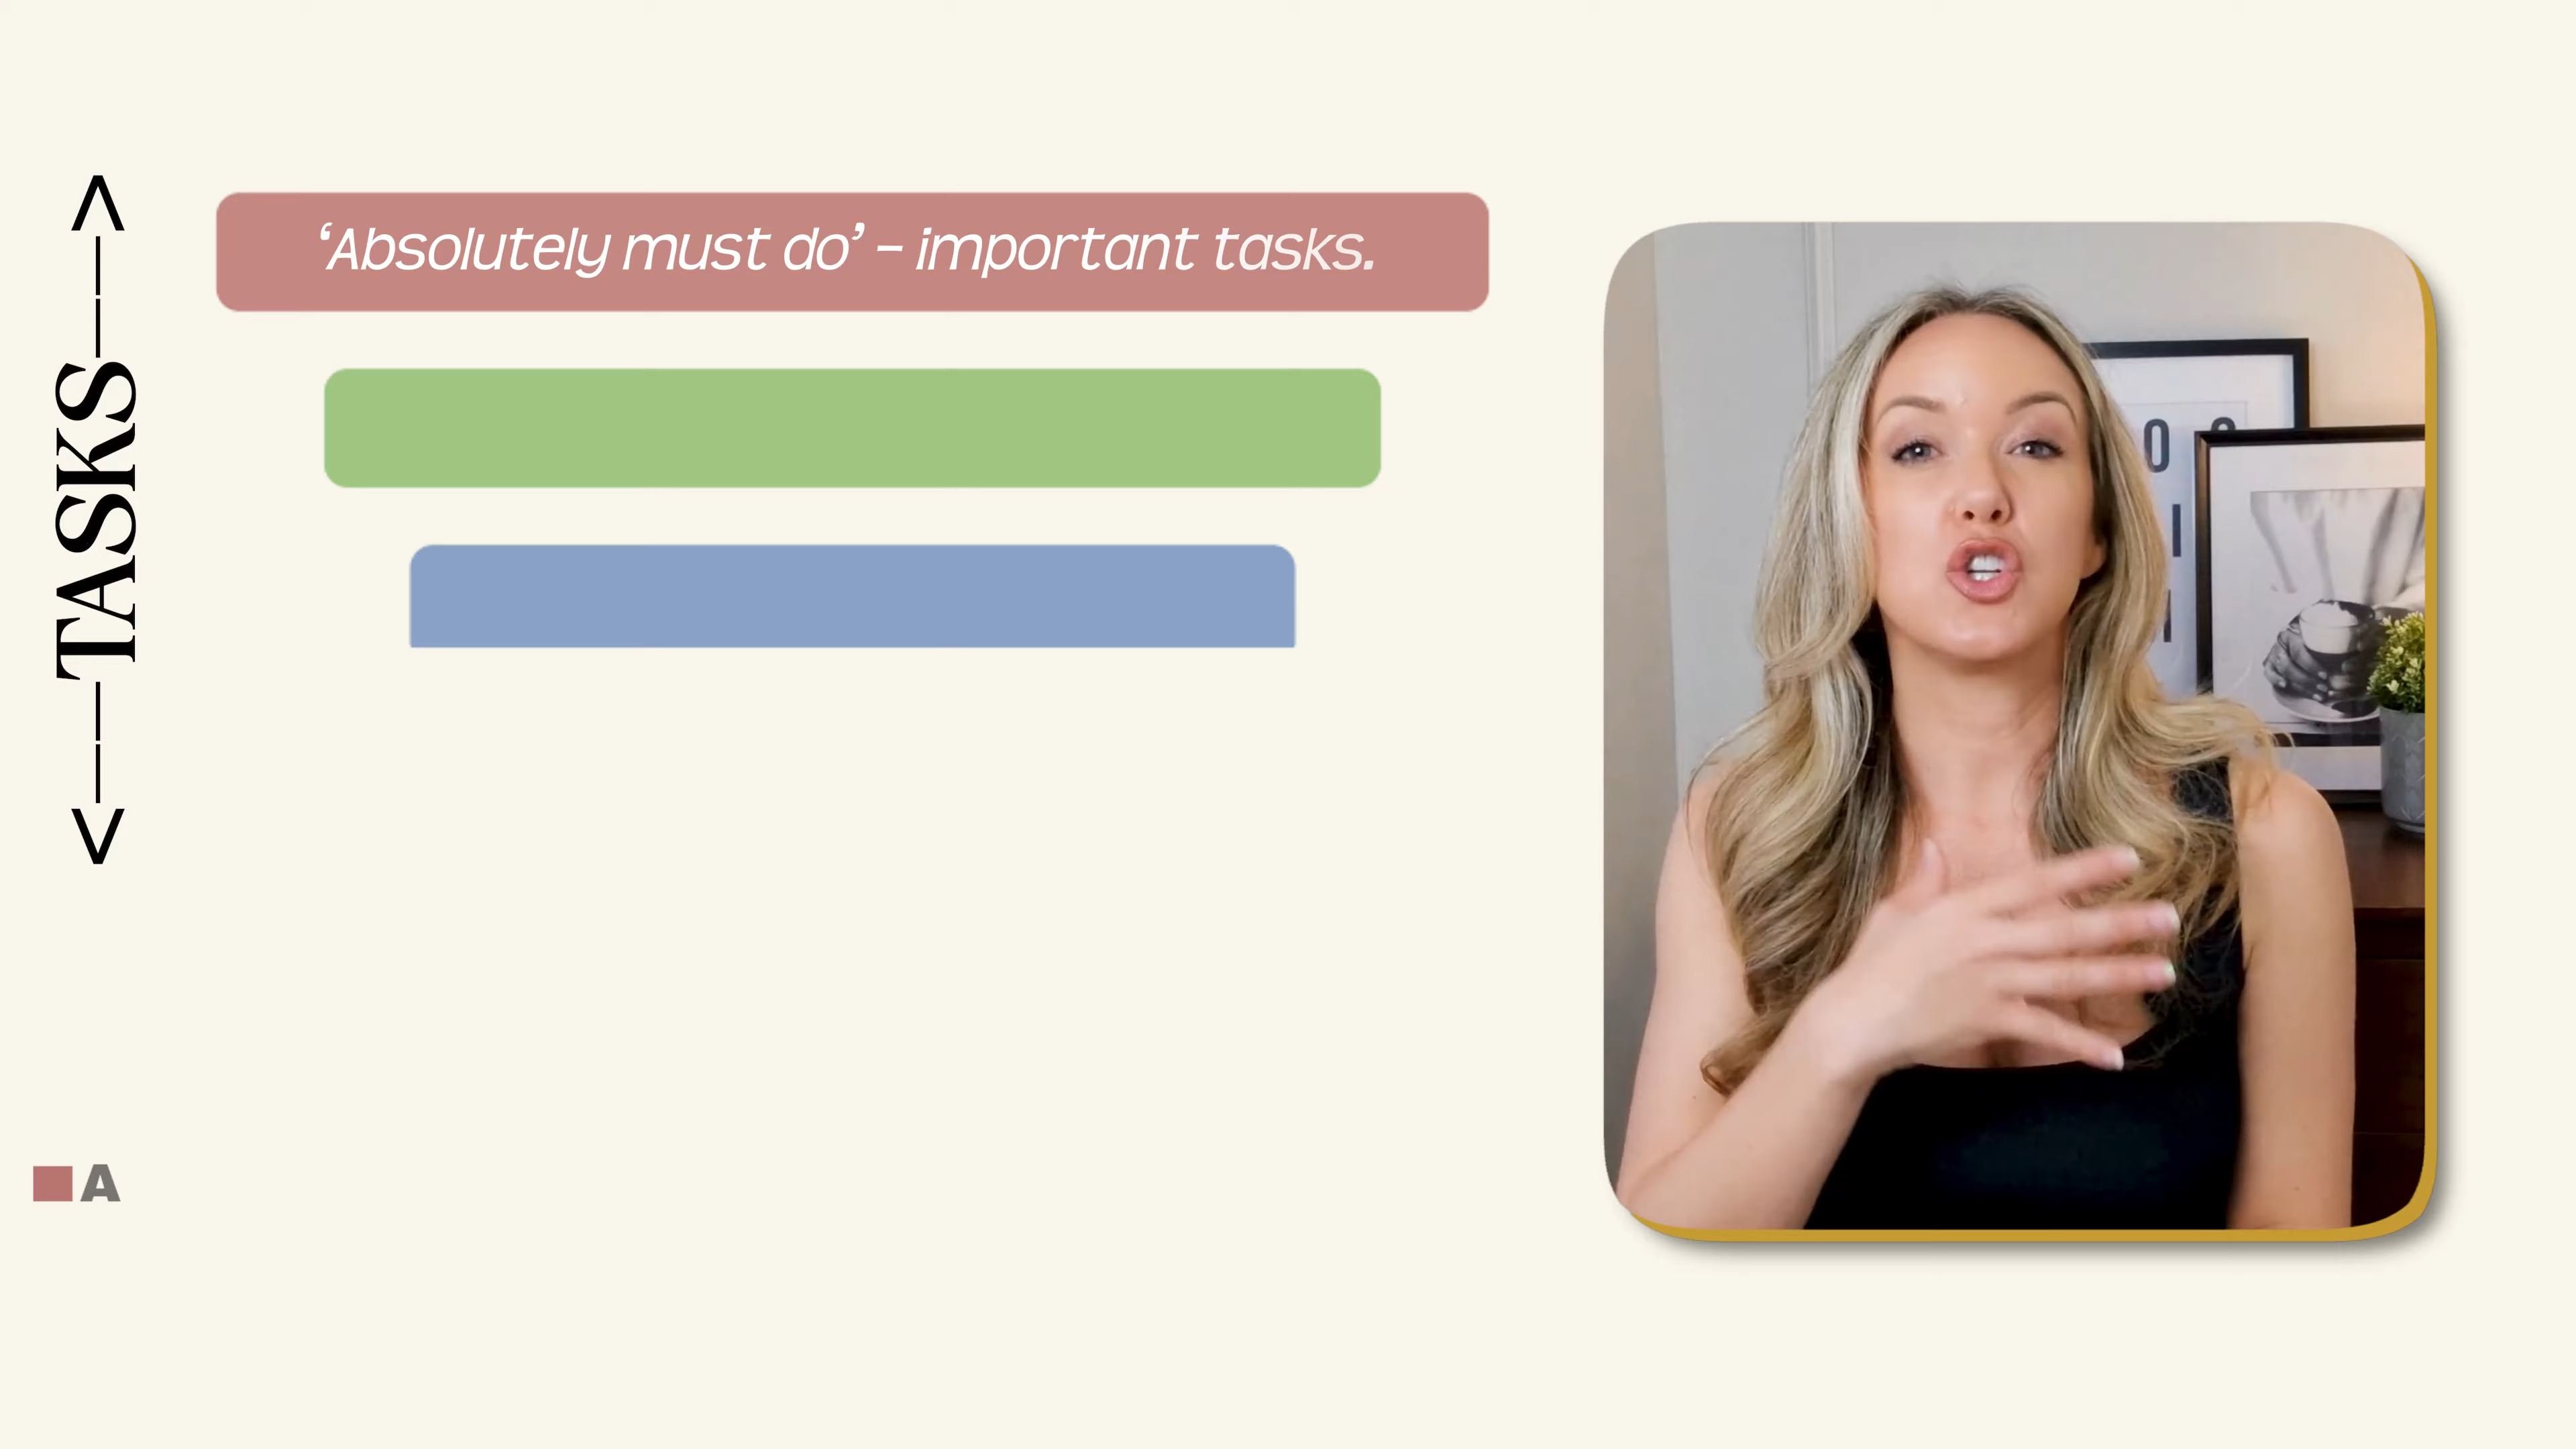 <——TASKS——>
‘Absolutely must do’ – important tasks.
A